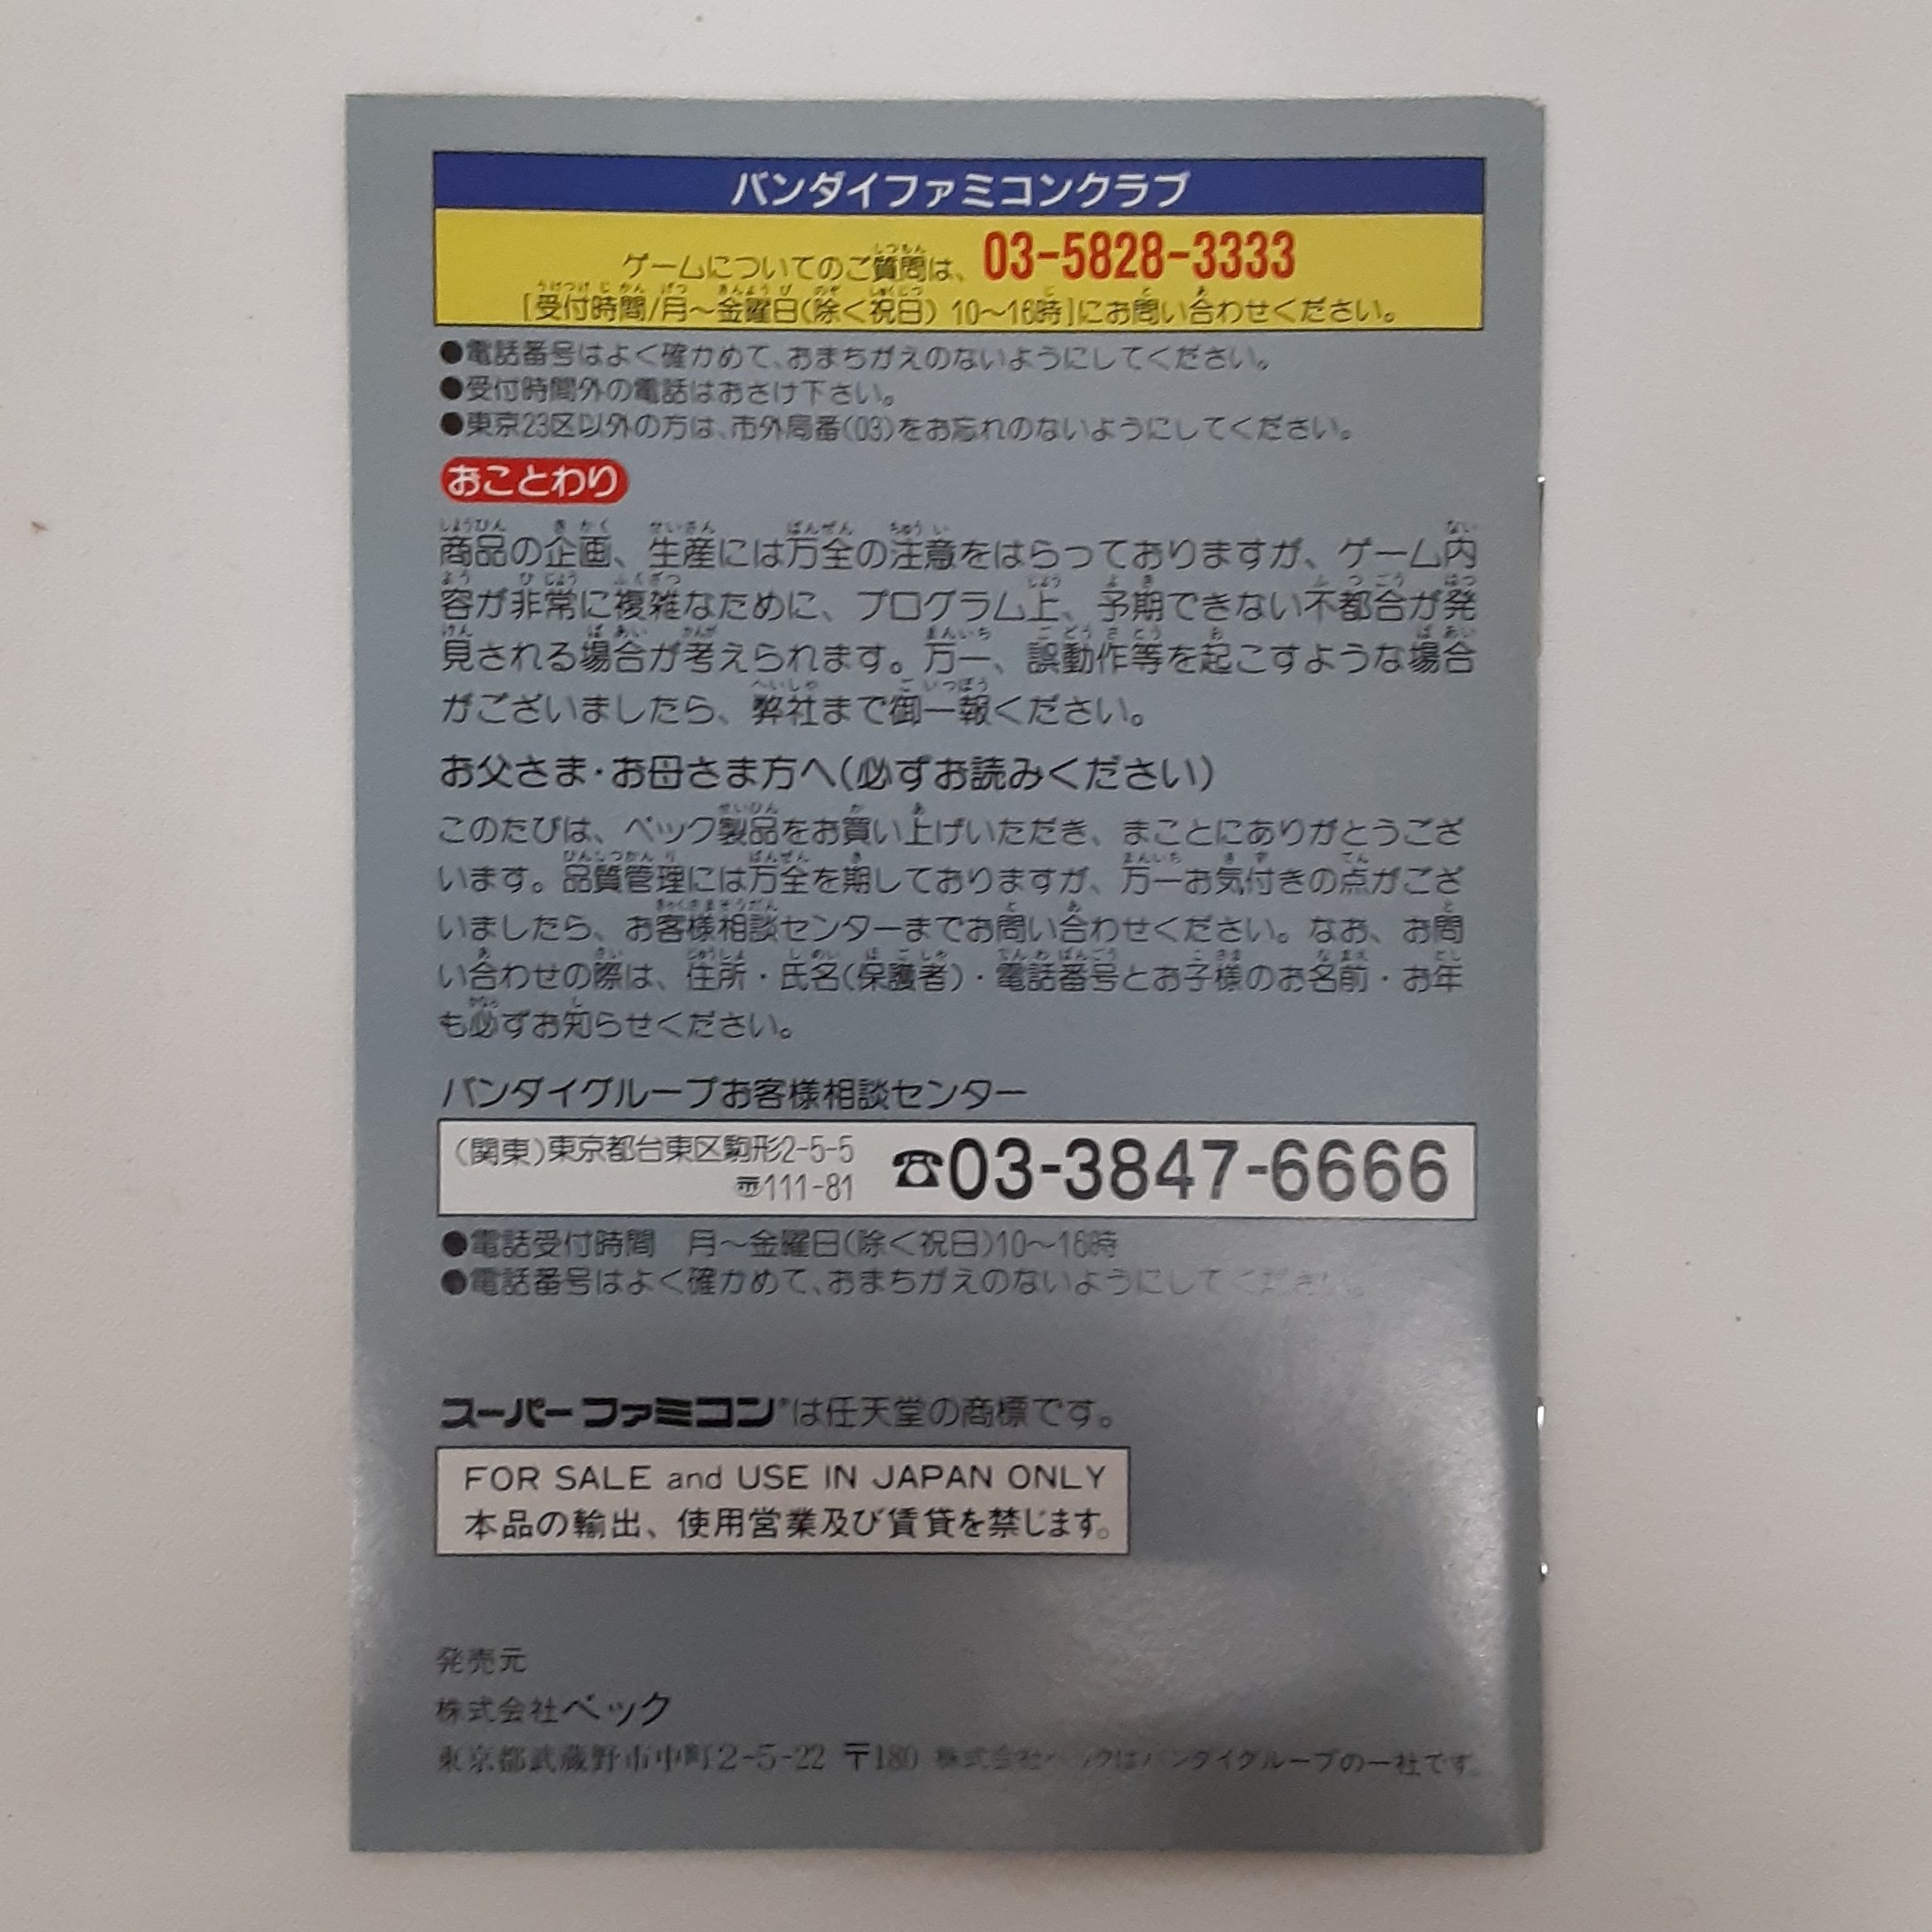 バンダイファミコンクラブ
ゲームについてのご質問は、03-5828-3333
[受付時間/月〜金曜日(除く祝日) 10〜16時]にお問い合わせください。
●電話番号はよく確かめて、おまちがえのないようにしてください。
●受付時間外の電話はおさけ下さい。
●東京23区以外の方は、市外局番(03)をお忘れのないようにしてください。
おことわり
商品の企画、生産には万全の注意をはらっておりますが、ゲーム内
容が非常に複雑なために、プログラム上、予期できない不都合が発
見される場合が考えられます。万一、誤動作等を起こすような場合
がございましたら、弊社まで御一報ください。
お父さま・お母さま方へ(必ずお読みください)
このたびは、ベック製品をお買い上げいただき、まことにありがとうござ
います。品質管理には万全を期しておりますが、万一お気付きの点がござ
いましたら、お客様相談センターまでお問い合わせください。なお、お問
い合わせの際は、住所・氏名(保護者)・電話番号とお子様のお名前・お年
も必ずお知らせください。
バンダイグループお客様相談センター
(関東)東京都台東区駒形2-5-5
〠111-81
☎03-3847-6666
●電話受付時間　月〜金曜日(除く祝日)10〜16時
●電話番号はよく確かめて、おまちがえのないようにしてください。
スーパーファミコン®は任天堂の商標です。
FOR SALE and USE IN JAPAN ONLY
本品の輸出、使用営業及び賃貸を禁じます。
発売元
株式会社ベック
東京都武蔵野市中町2-5-22 〒180 株式会社ベックはバンダイグループの一社です。